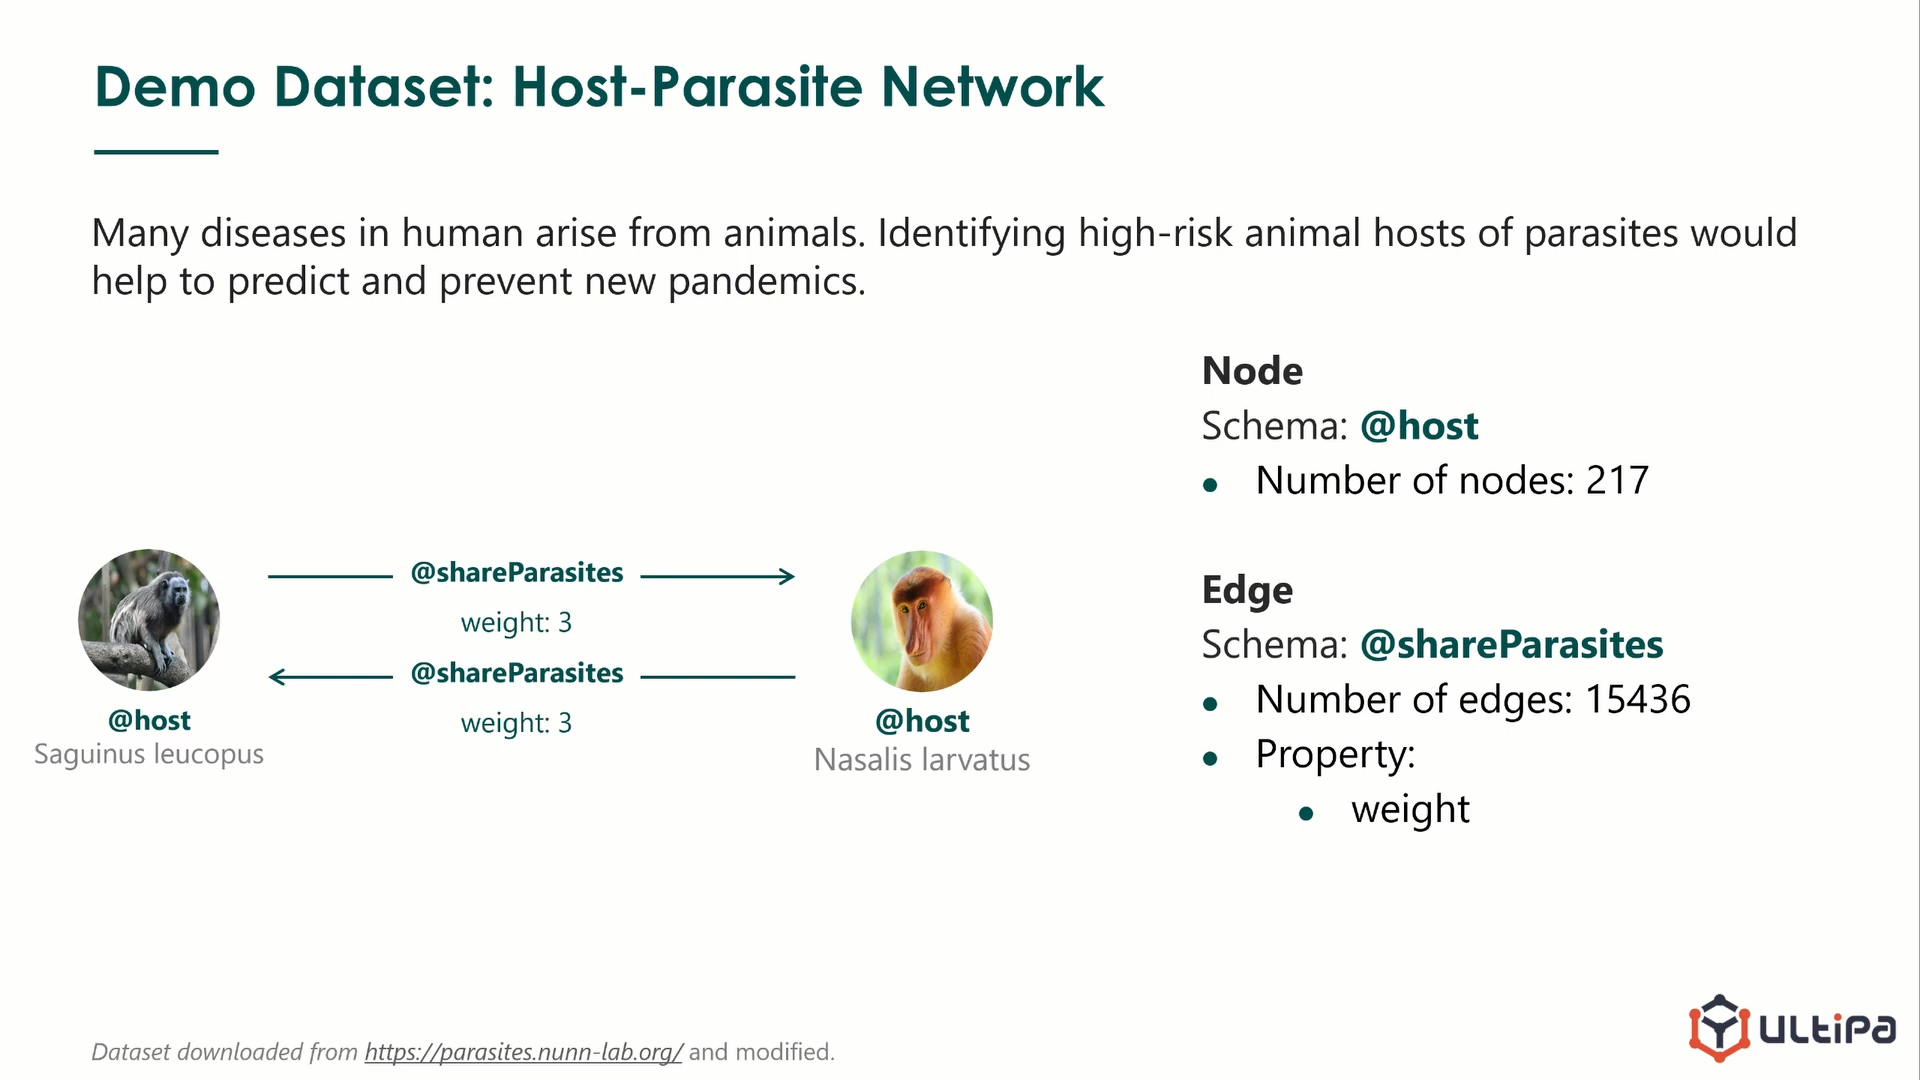 Demo Dataset: Host-Parasite Network
Many diseases in human arise from animals. Identifying high-risk animal hosts of parasites would
help to predict and prevent new pandemics.
@shareParasites
weight: 3
@shareParasites
weight: 3
@host
Saguinus leucopus
@host
Nasalis larvatus
Node
Schema: @host
• Number of nodes: 217
Edge
Schema: @shareParasites
• Number of edges: 15436
• Property:
• weight
Dataset downloaded from https://parasites.nunn-lab.org/ and modified.
ULTIPA